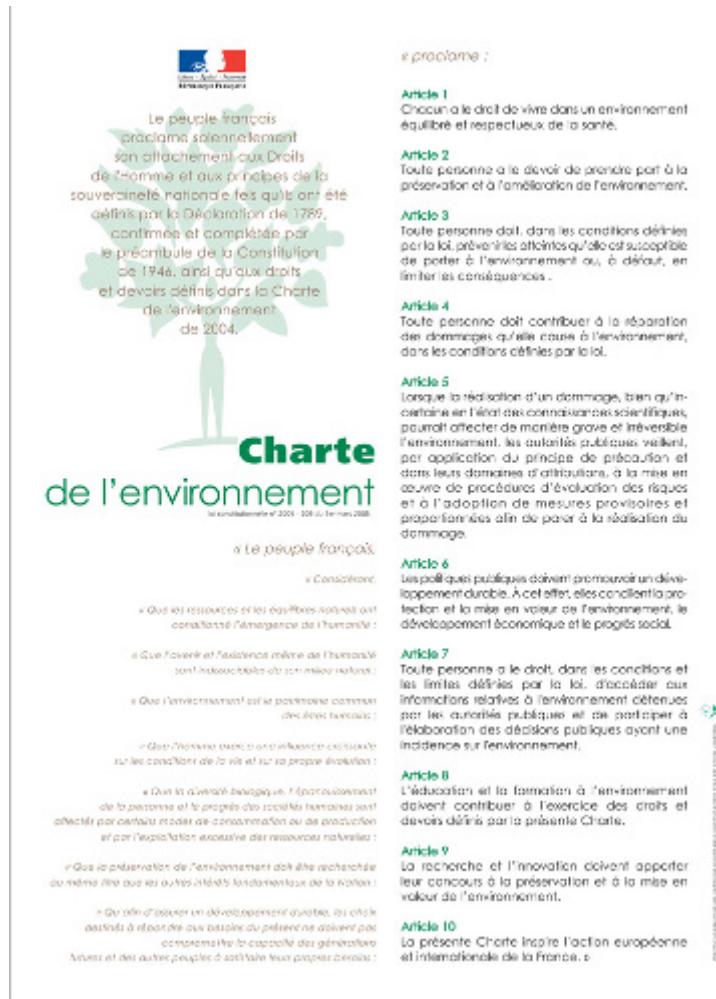 Liberté • Égalité • Fraternité
RÉPUBLIQUE FRANÇAISE
Le peuple français
proclame solennellement
son attachement aux Droits
de l'Homme et aux principes de la
souveraineté nationale tels qu'ils ont été
définis par la Déclaration de 1789,
confirmée et complétée par
le préambule de la Constitution
de 1946, ainsi qu'aux droits
et devoirs définis dans la Charte
de l'environnement
de 2004.
Charte
de l'environnement
loi constitutionnelle n° 2005 - 205 du 1er mars 2005
« Le peuple français,
« Considérant,
« Que les ressources et les équilibres naturels ont
conditionné l'émergence de l'humanité ;
« Que l'avenir et l'existence même de l'humanité
sont indissociables de son milieu naturel ;
« Que l'environnement est le patrimoine commun
des êtres humains ;
« Que l'homme exerce une influence croissante
sur les conditions de la vie et sur sa propre évolution ;
« Que la diversité biologique, l'épanouissement
de la personne et le progrès des sociétés humaines sont
affectés par certains modes de consommation ou de production
et par l'exploitation excessive des ressources naturelles ;
« Que la préservation de l'environnement doit être recherchée
au même titre que les autres intérêts fondamentaux de la Nation ;
« Qu'afin d'assurer un développement durable, les choix
destinés à répondre aux besoins du présent ne doivent pas
compromettre la capacité des générations
futures et des autres peuples à satisfaire leurs propres besoins ;
« proclame :
Article 1
Chacun a le droit de vivre dans un environnement
équilibré et respectueux de la santé.
Article 2
Toute personne a le devoir de prendre part à la
préservation et à l'amélioration de l'environnement.
Article 3
Toute personne doit, dans les conditions définies
par la loi, prévenir les atteintes qu'elle est susceptible
de porter à l'environnement ou, à défaut, en
limiter les conséquences .
Article 4
Toute personne doit contribuer à la réparation
des dommages qu'elle cause à l'environnement,
dans les conditions définies par la loi.
Article 5
Lorsque la réalisation d'un dommage, bien qu'in-
certaine en l'état des connaissances scientifiques,
pourrait affecter de manière grave et irréversible
l'environnement, les autorités publiques veillent,
par application du principe de précaution et
dans leurs domaines d'attributions, à la mise en
œuvre de procédures d'évaluation des risques
et à l'adoption de mesures provisoires et
proportionnées afin de parer à la réalisation du
dommage.
Article 6
Les politiques publiques doivent promouvoir un déve-
loppement durable. À cet effet, elles concilient la pro-
tection et la mise en valeur de l'environnement, le
développement économique et le progrès social.
Article 7
Toute personne a le droit, dans les conditions et
les limites définies par la loi, d'accéder aux
informations relatives à l'environnement détenues
par les autorités publiques et de participer à
l'élaboration des décisions publiques ayant une
incidence sur l'environnement.
Article 8
L'éducation et la formation à l'environnement
doivent contribuer à l'exercice des droits et
devoirs définis par la présente Charte.
Article 9
La recherche et l'innovation doivent apporter
leur concours à la préservation et à la mise en
valeur de l'environnement.
Article 10
La présente Charte inspire l'action européenne
et internationale de la France. »